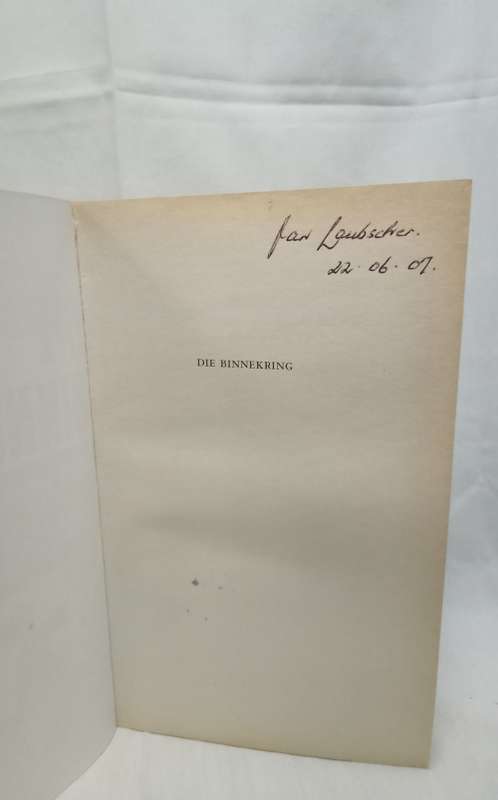 Jan Laubscher.
22.06.07.
DIE BINNEKRING